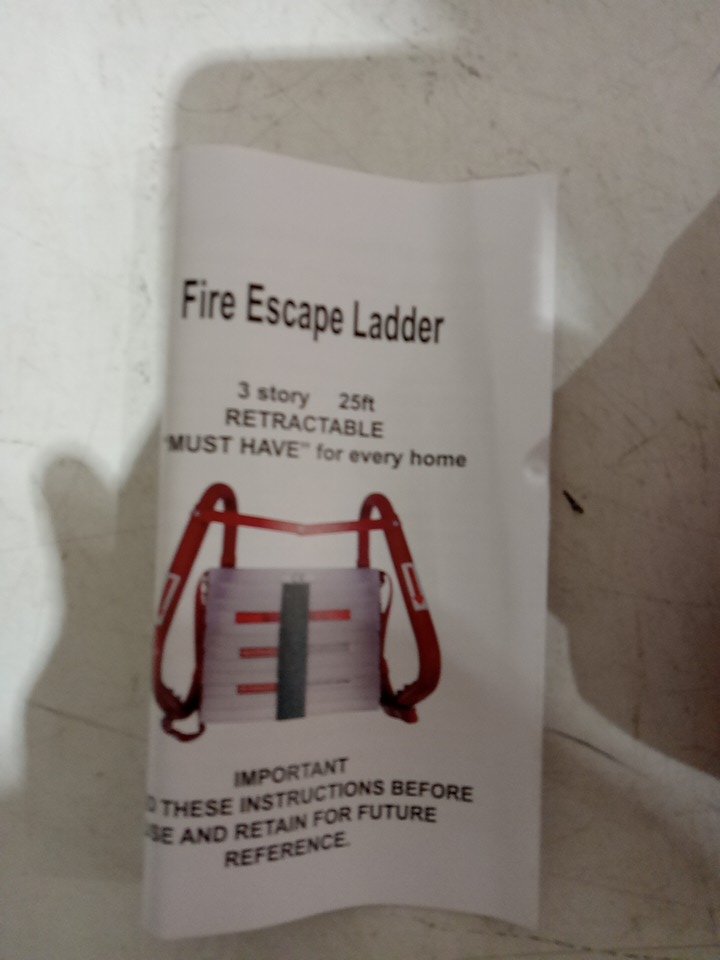 Fire Escape Ladder
3 story 25ft
RETRACTABLE
"MUST HAVE" for every home
IMPORTANT
D THESE INSTRUCTIONS BEFORE
SE AND RETAIN FOR FUTURE
REFERENCE.